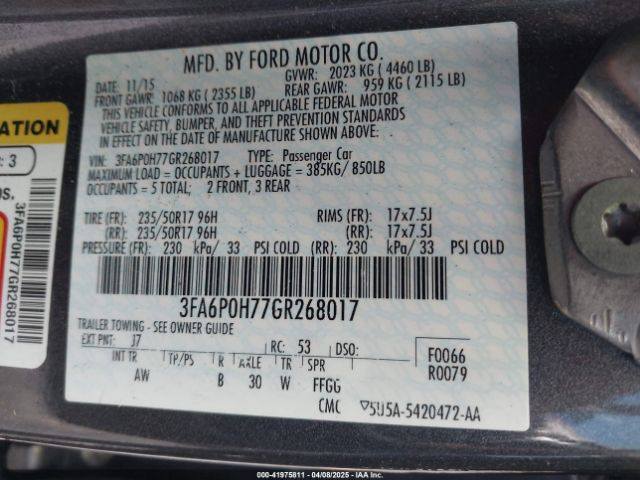 MFD. BY FORD MOTOR CO.
DATE: 11/15 GVWR: 2023 KG ( 4460 LB)
FRONT GAWR: 1068 KG ( 2355 LB) REAR GAWR: 959 KG ( 2115 LB)
THIS VEHICLE CONFORMS TO ALL APPLICABLE FEDERAL MOTOR
VEHICLE SAFETY, BUMPER, AND THEFT PREVENTION STANDARDS
IN EFFECT ON THE DATE OF MANUFACTURE SHOWN ABOVE.
VIN: 3FA6P0H77GR268017 TYPE: Passenger Car
MAXIMUM LOAD = OCCUPANTS + LUGGAGE = 385KG/ 850LB
OCCUPANTS = 5 TOTAL; 2 FRONT, 3 REAR
TIRE (FR): 235/50R17 96H RIMS (FR): 17x7.5J
(RR): 235/50R17 96H (RR): 17x7.5J
PRESSURE (FR): 230 kPa/ 33 PSI COLD (RR): 230 kPa/ 33 PSI COLD
3FA6P0H77GR268017
TRAILER TOWING - SEE OWNER GUIDE
EXT PNT: J7 RC: 53 DSO: F0066
INT TR TP/PS R AXLE TR SPR R0079
AW B 30 W FFGG
CMC 5U5A-5420472-AA
ATION
: 3
OS.
3FA6P0H77GR268017
000-41975811 - 04/08/2025 - IAAI.COM